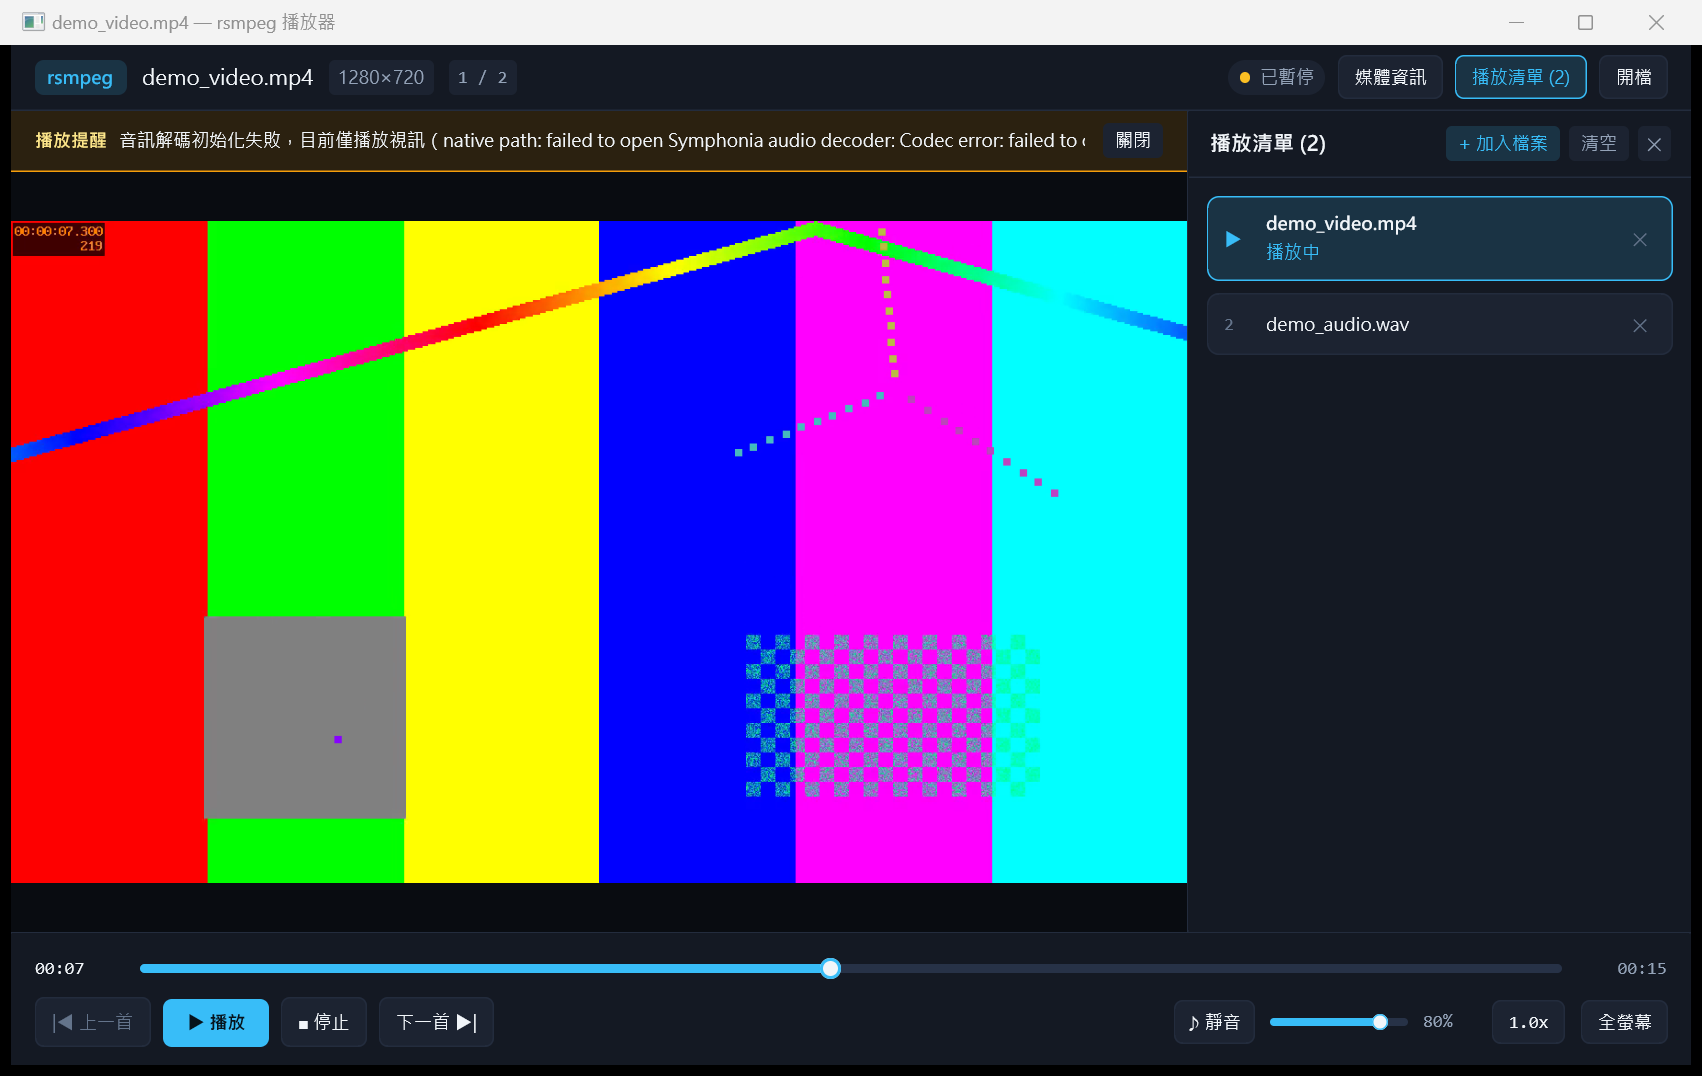 demo_video.mp4 — rsmpeg 播放器
rsmpeg demo_video.mp4 1280×720 1 / 2 已暫停 媒體資訊 播放清單 (2) 開檔
播放提醒 音訊解碼初始化失敗，目前僅播放視訊 ( native path: failed to open Symphonia audio decoder: Codec error: failed to 關閉
播放清單 (2) + 加入檔案 清空
00:00:07.300
219
demo_video.mp4
播放中
2 demo_audio.wav
00:07 00:15
上一首 播放 停止 下一首 ♪ 靜音 80% 1.0x 全螢幕